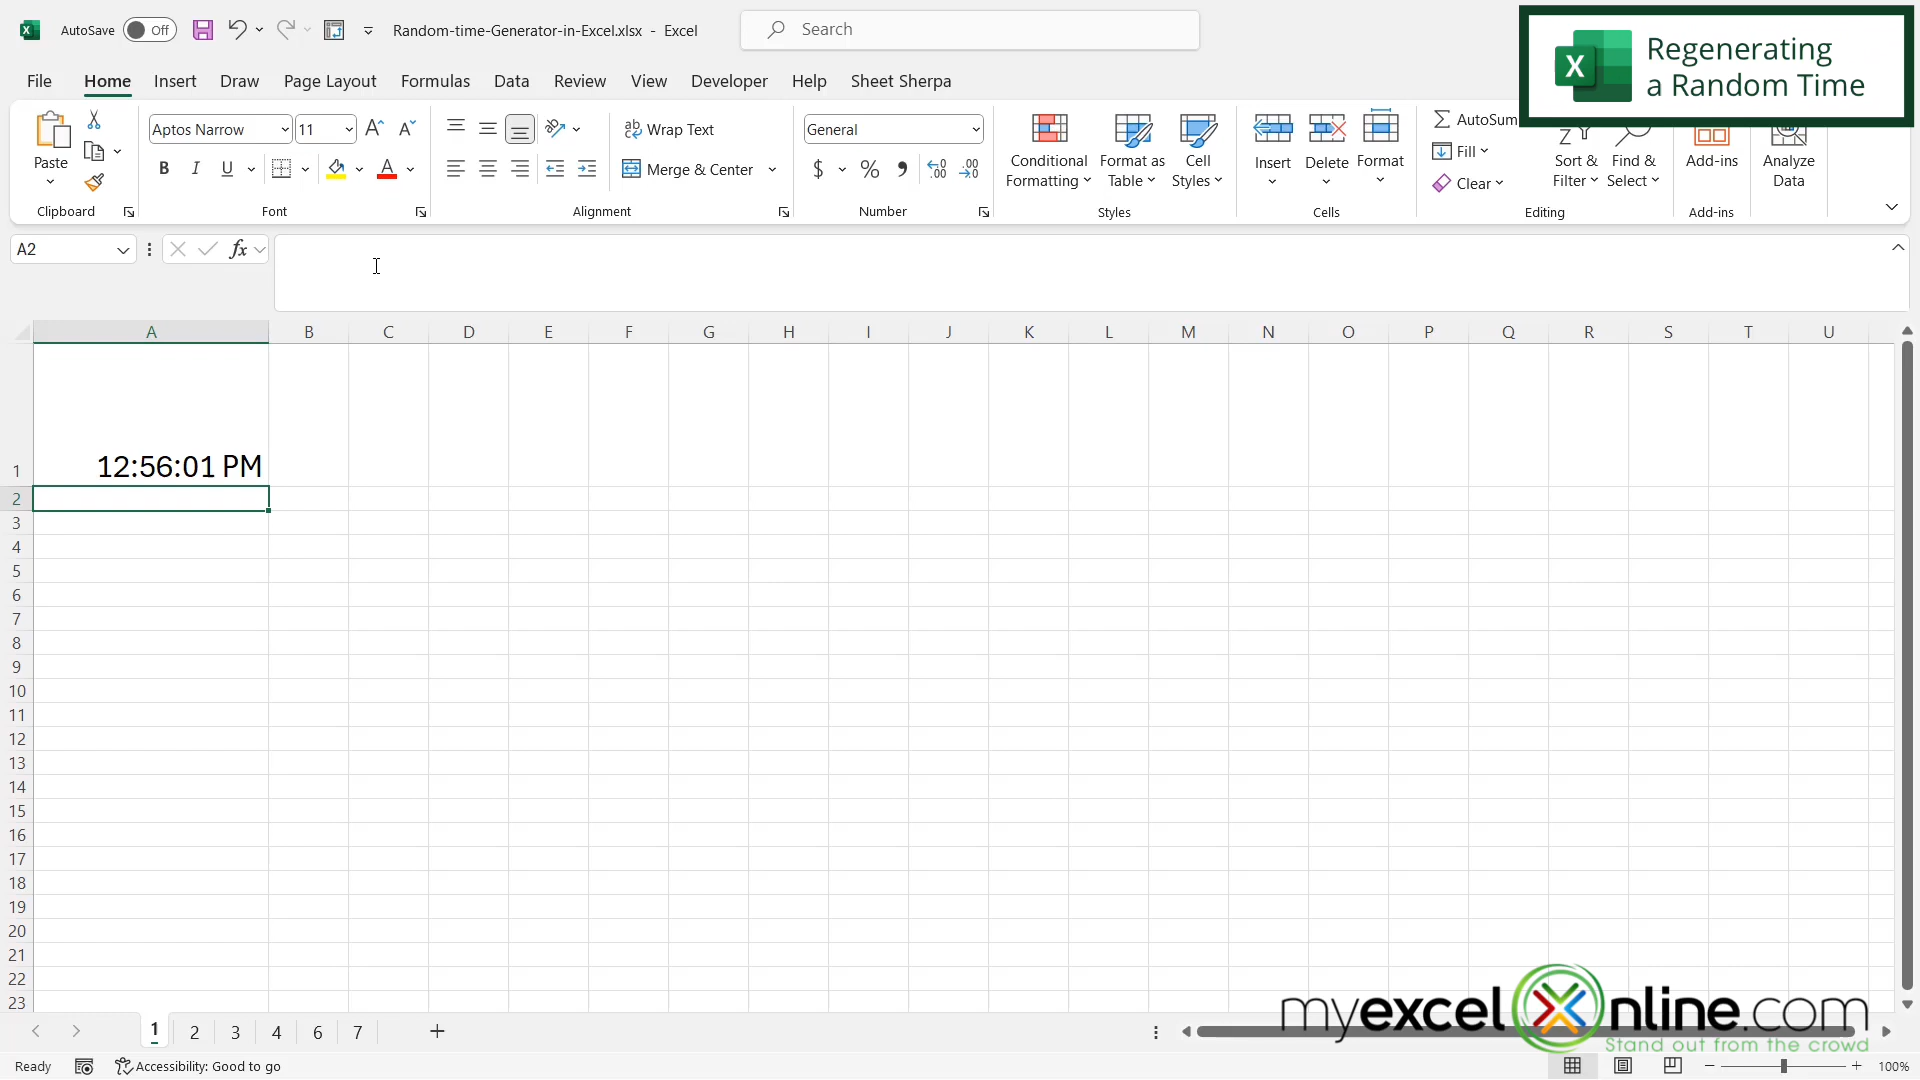 AutoSave Off Random-time-Generator-in-Excel.xlsx - Excel Search
Regenerating
a Random Time
File Home Insert Draw Page Layout Formulas Data Review View Developer Help Sheet Sherpa
Paste
Clipboard
Aptos Narrow 11
B I U A
Font
Wrap Text
Merge & Center
Alignment
General
$ % 9
Number
Conditional
Formatting
Format as
Table
Cell
Styles
Styles
Insert
Delete
Format
Cells
AutoSum
Fill
Clear
Sort &
Filter
Find &
Select
Editing
Add-ins
Add-ins
Analyze
Data
A2 fx
A B C D E F G H I J K L M N O P Q R S T U
1 12:56:01 PM
2
3
4
5
6
7
8
9
10
11
12
13
14
15
16
17
18
19
20
21
22
23
myexcelonline.com
Stand out from the crowd
1 2 3 4 6 7 +
Ready Accessibility: Good to go 100%